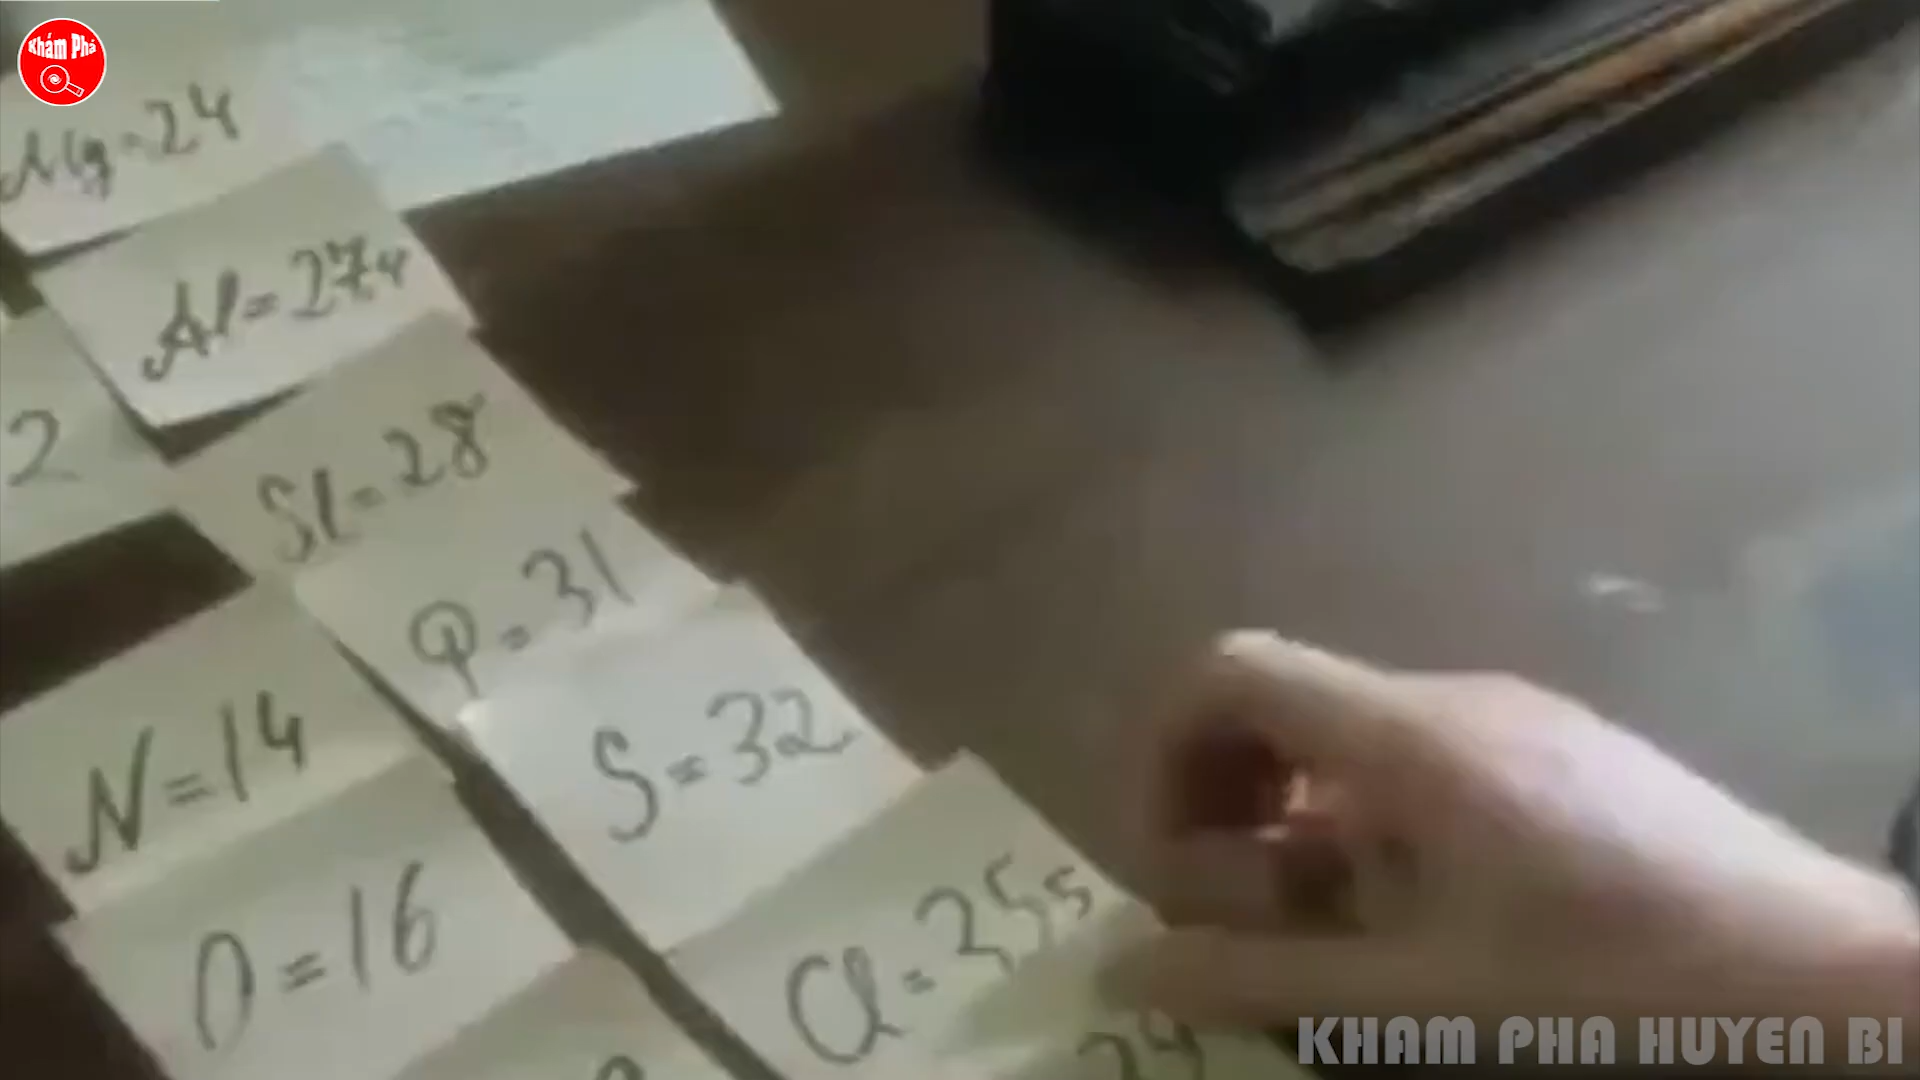 Khám Phá
Mg=24
Al=27,4
2
Si=28
P=31
N=14
S=32
O=16
Cl=35,5
KHAM PHA HUYEN BI